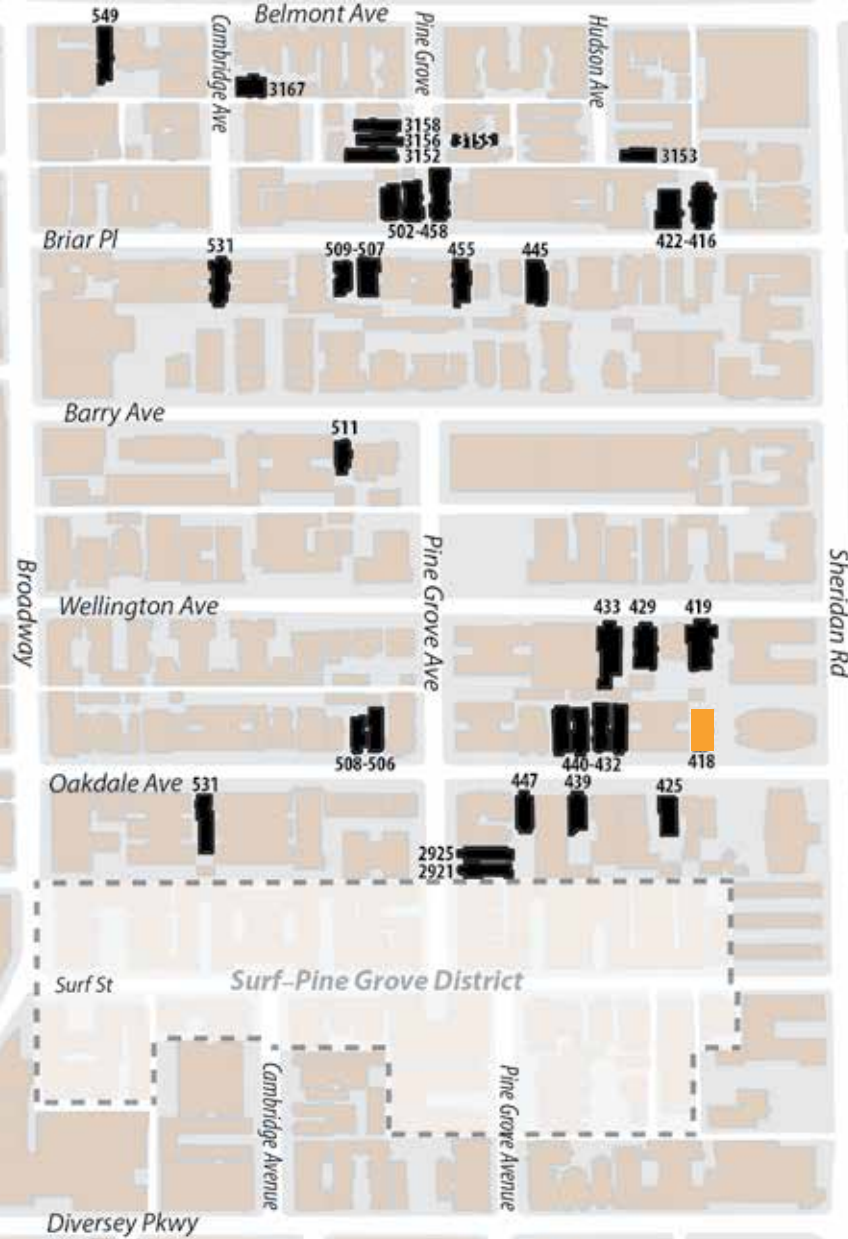 549
Belmont Ave
Cambridge Ave
Pine Grove
Hudson Ave
3167
3158
3156
3152
3153
502-458
422-416
Briar Pl
531
509-507
455
445
Barry Ave
511
Broadway
Pine Grove Ave
Sheridan Rd
Wellington Ave
433
429
419
508-506
440-432
418
Oakdale Ave
531
447
439
425
2925
2921
Surf St
Surf–Pine Grove District
Cambridge Avenue
Pine Grove Avenue
Diversey Pkwy